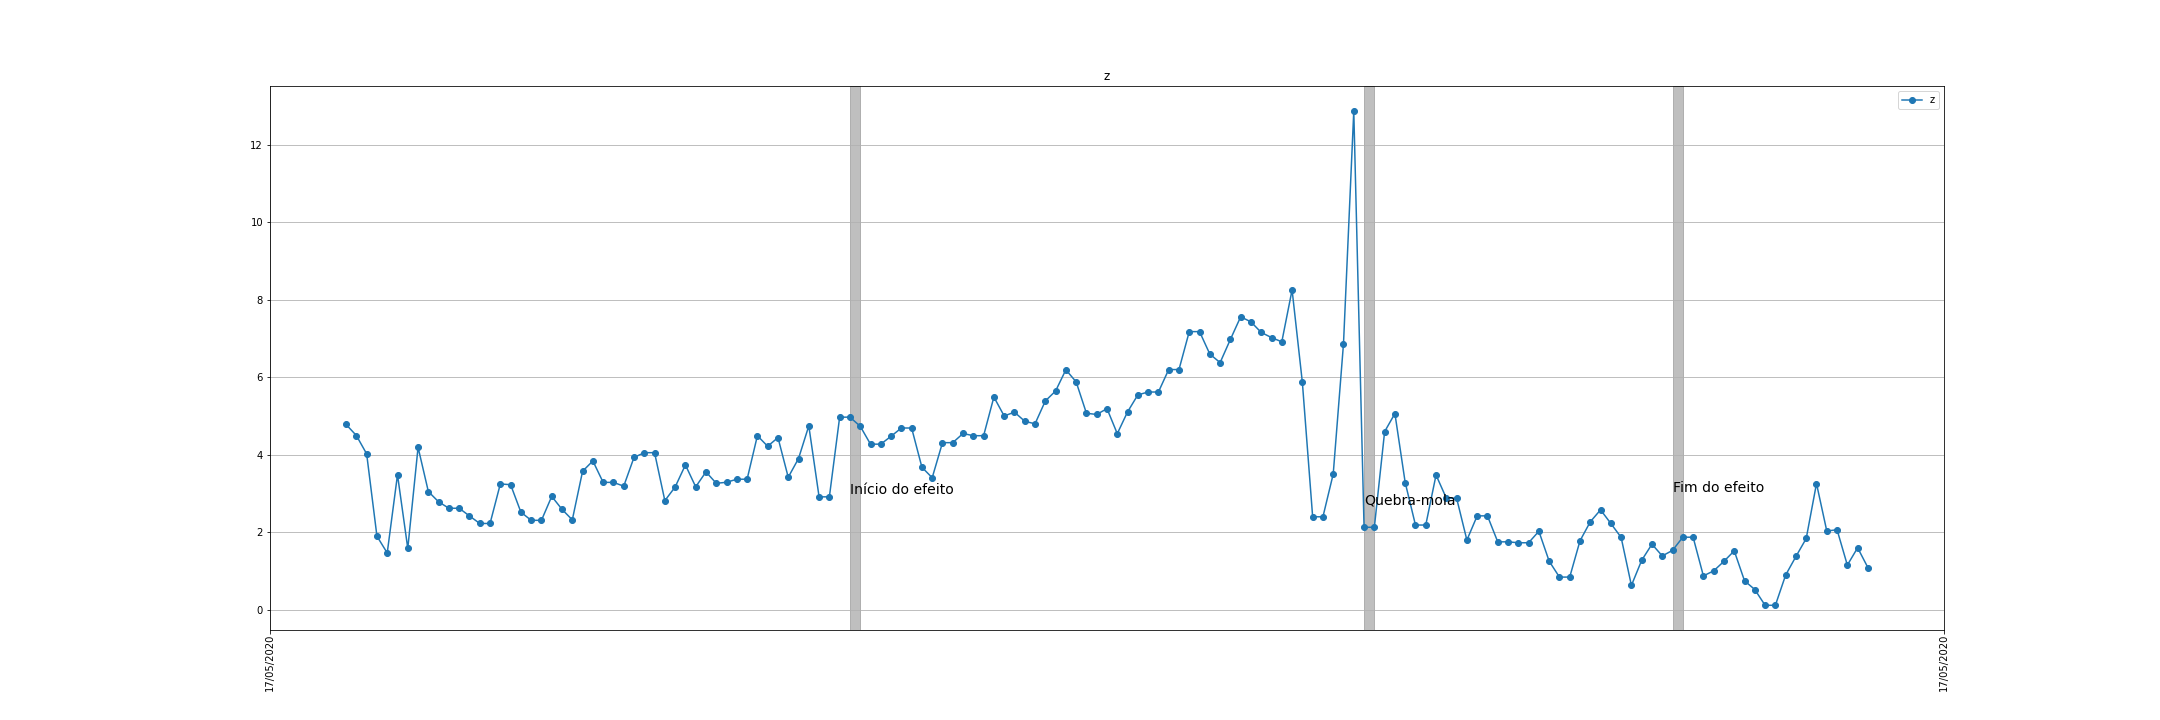 z
z
12
10
8
6
4
2
0
Início do efeito
Quebra-mola
Fim do efeito
17/05/2020
17/05/2020